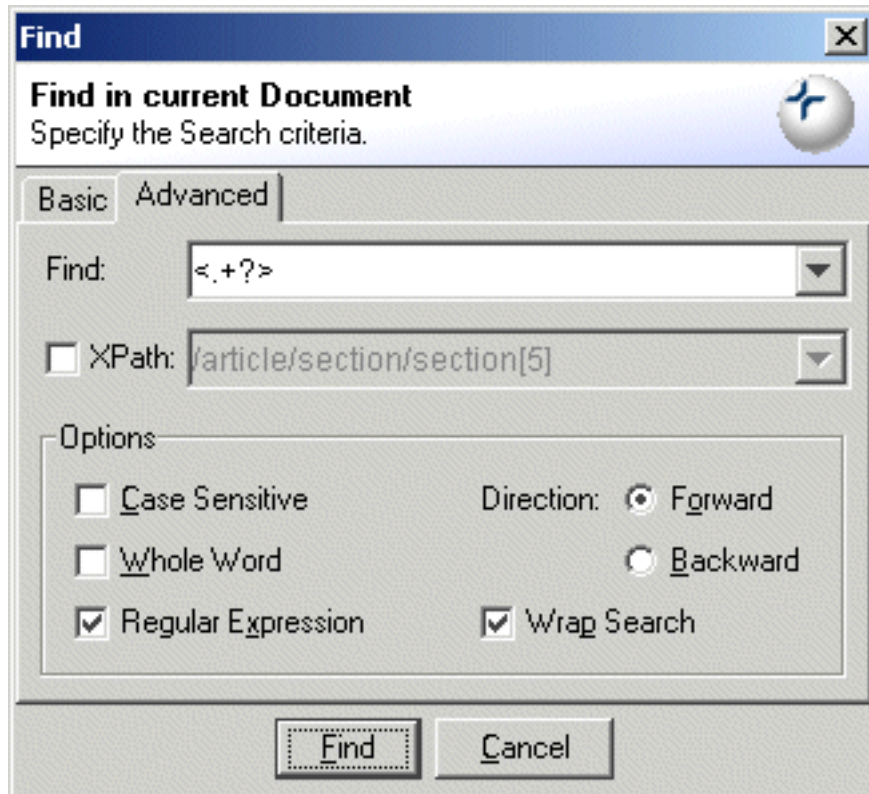 Find
Find in current Document
Specify the Search criteria.
Basic Advanced
Find: <.+?>
XPath: /article/section/section[5]
Options
Case Sensitive Direction: Forward
Whole Word Backward
Regular Expression Wrap Search
Find Cancel